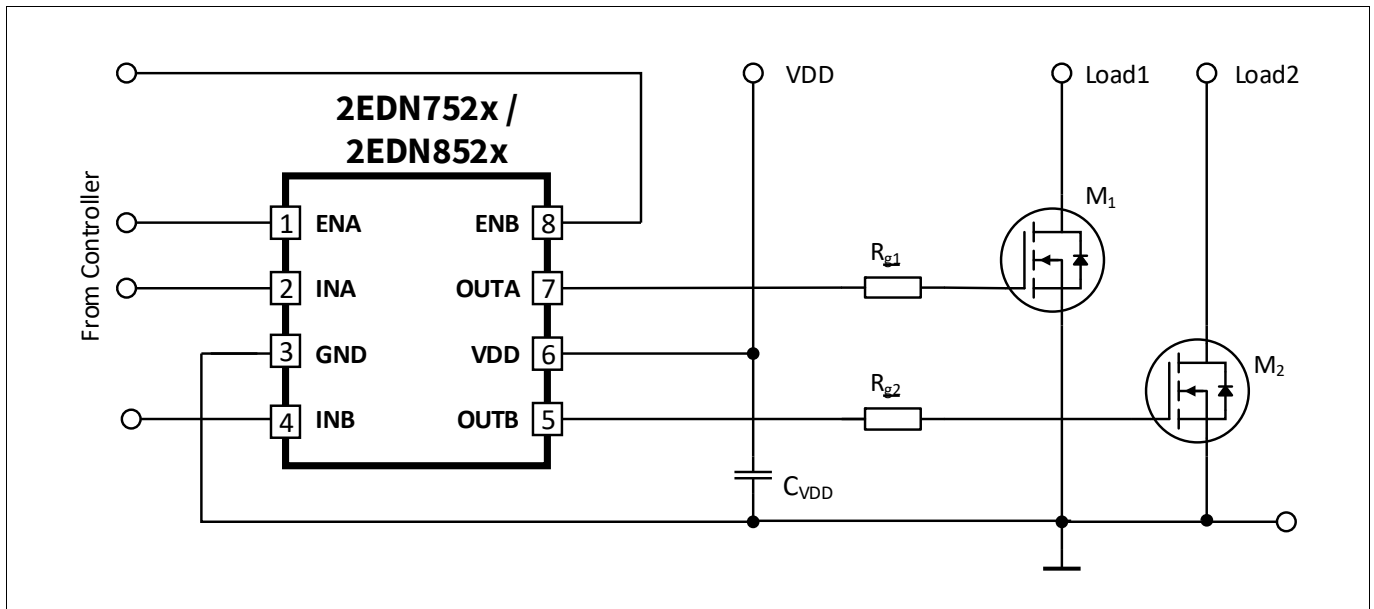 VDD
Load1
Load2
2EDN752x /
2EDN852x
From Controller
M1
1 ENA ENB 8
Rg1
2 INA OUTA 7
3 GND VDD 6
M2
Rg2
4 INB OUTB 5
CVDD